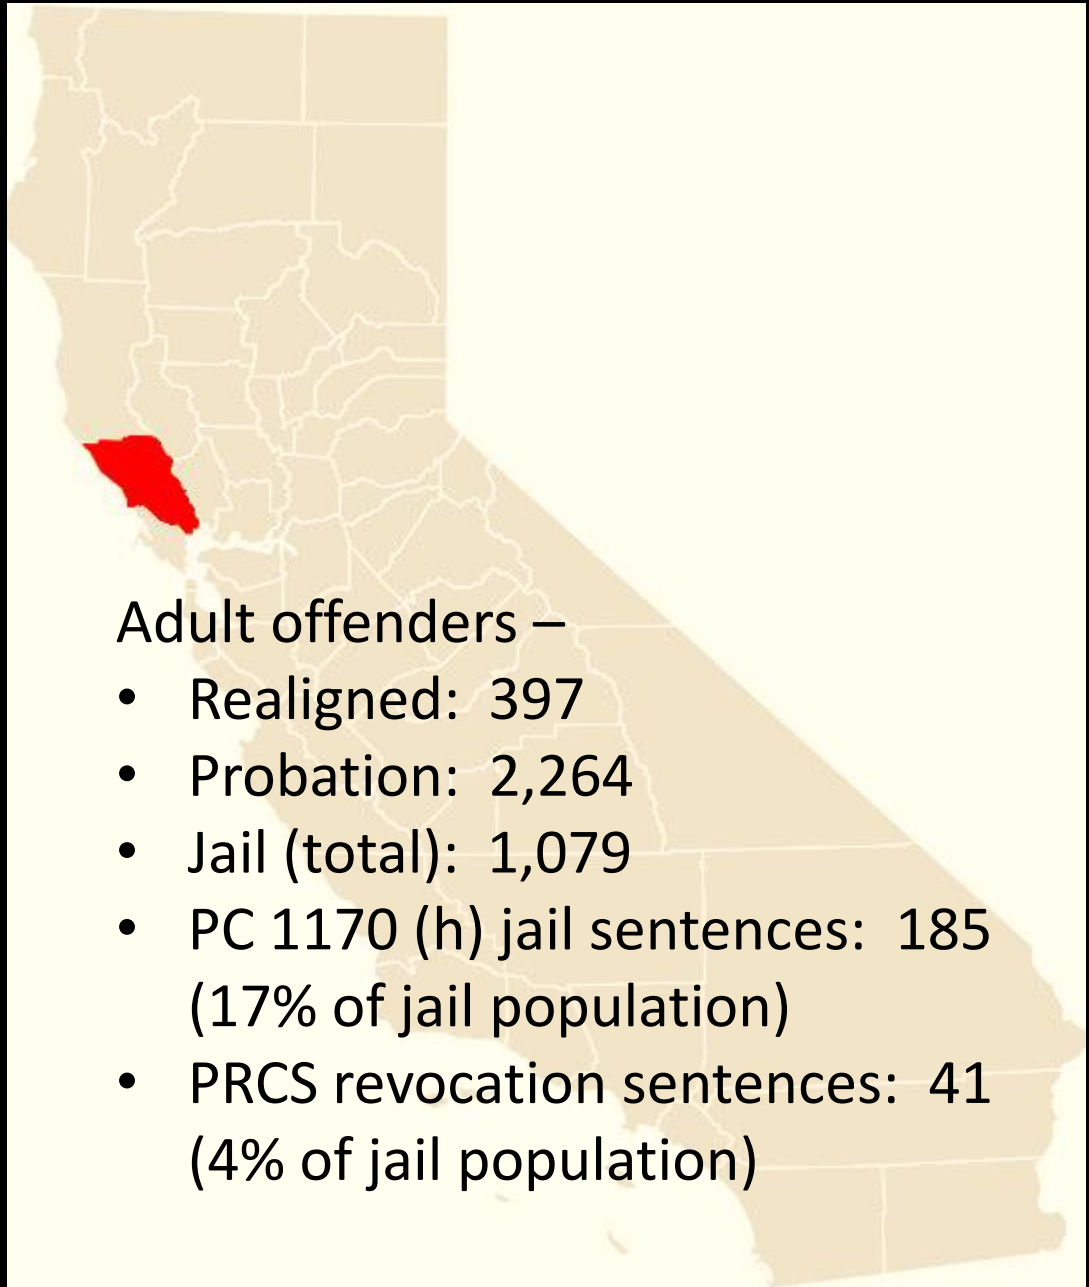 Adult offenders –
• Realigned:  397
• Probation:  2,264
• Jail (total):  1,079
• PC 1170 (h) jail sentences:  185
(17% of jail population)
• PRCS revocation sentences:  41
(4% of jail population)